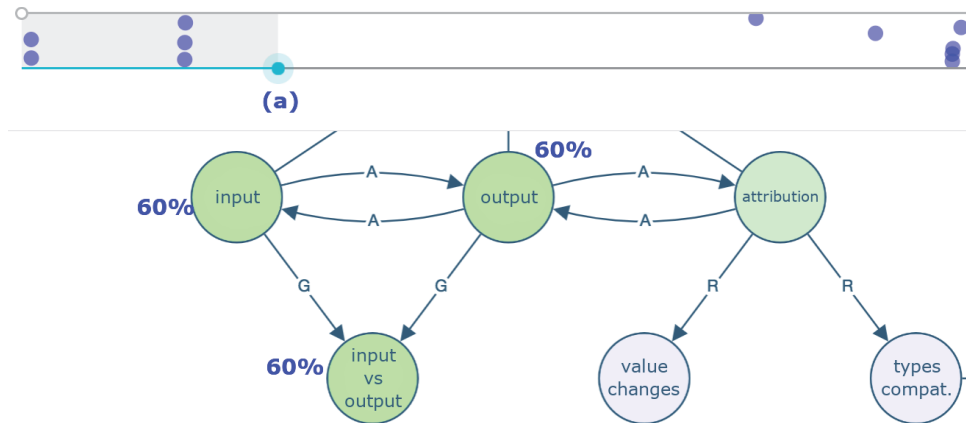 (a)
60%
A
A
input
output
attribution
60%
A
A
G
G
R
R
60%
input
vs
output
value
changes
types
compat.